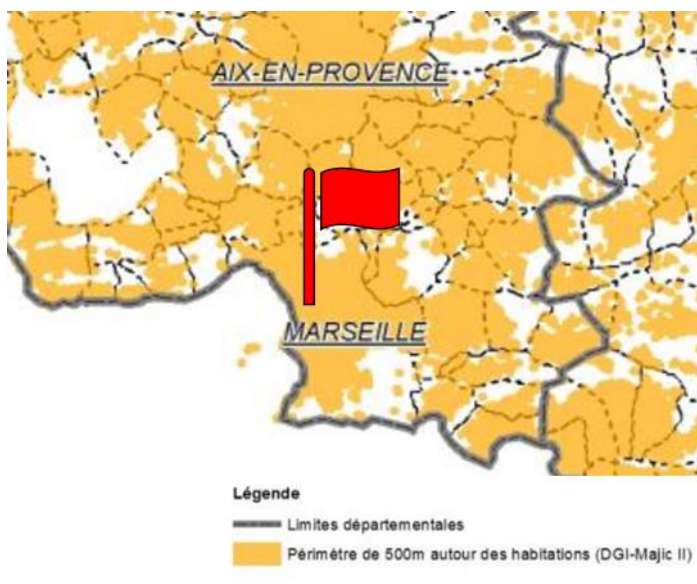 AIX-EN-PROVENCE
MARSEILLE
Légende
Limites départementales
Périmètre de 500m autour des habitations (DGI-Majic II)